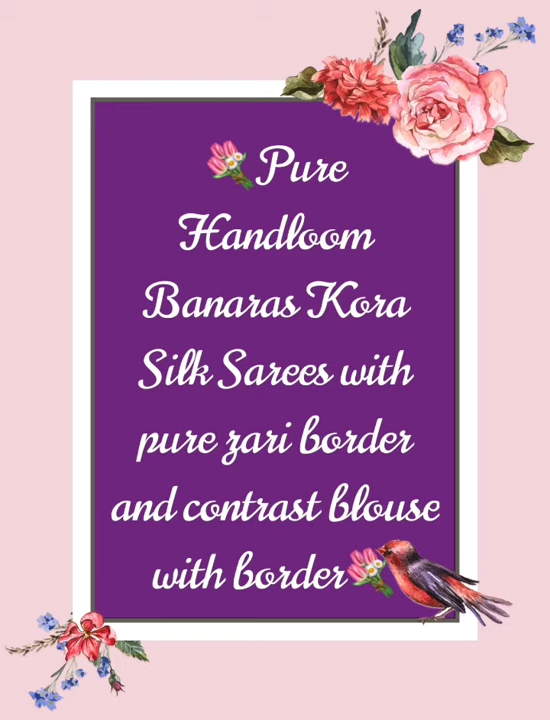 💐Pure
Handloom
Banaras Kora
Silk Sarees with
pure zari border
and contrast blouse
with border💐